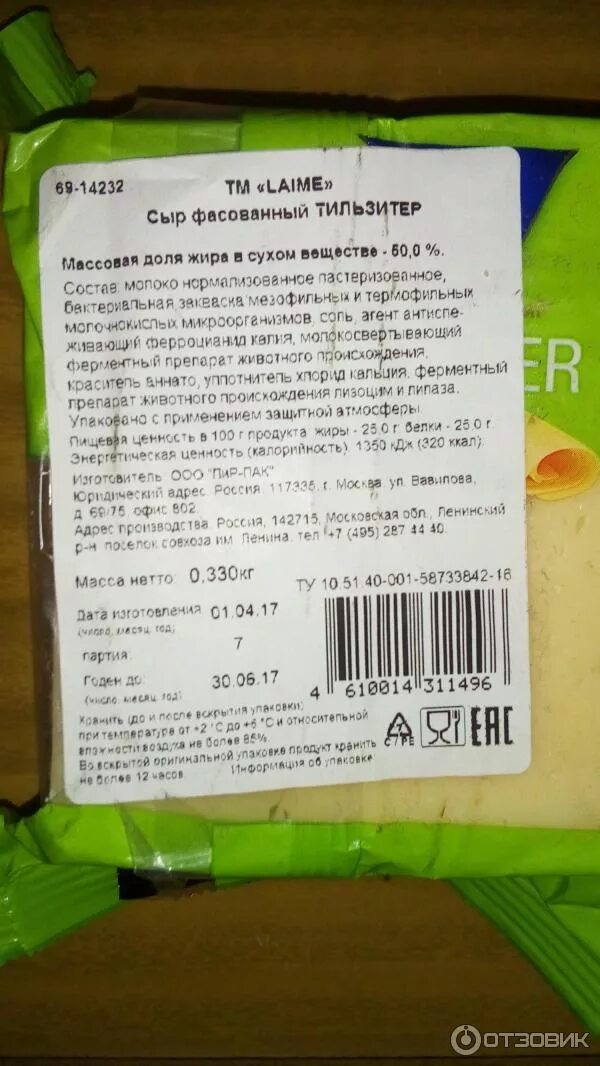 69-14232
ТМ «LAIME»
Сыр фасованный ТИЛЬЗИТЕР
Массовая доля жира в сухом веществе - 50,0 %.
Состав: молоко нормализованное пастеризованное,
бактериальная закваска мезофильных и термофильных
молочнокислых микроорганизмов, соль, агент антисле-
живающий ферроцианид калия, молокосвертывающий
ферментный препарат животного происхождения,
краситель аннато, уплотнитель хлорид кальция, ферментный
препарат животного происхождения лизоцим и липаза.
Упаковано с применением защитной атмосферы.
Пищевая ценность в 100 г продукта: жиры - 25,0 г, белки - 25,0 г.
Энергетическая ценность (калорийность): 1350 кДж (320 ккал).
Изготовитель: ООО "ПиР-ПАК"
Юридический адрес: Россия, 117335, г. Москва, ул. Вавилова,
д. 69/75, офис 802.
Адрес производства: Россия, 142715, Московская обл., Ленинский
р-н, поселок совхоза им. Ленина, тел. +7 (495) 287 44 40.
Масса нетто: 0,330кг
ТУ 10.51.40-001-58733842-16
Дата изготовления 01.04.17
(число, месяц, год)
партия: 7
Годен до: 30.06.17
(число, месяц, год)
4 610014 311496
Хранить (до и после вскрытия упаковки)
при температуре от +2 °С до +6 °С и относительной
влажности воздуха не более 85%.
Во вскрытой оригинальной упаковке продукт хранить
не более 12 часов. Информация об упаковке:
C/PE
EAC
ER
ОТЗОВИК